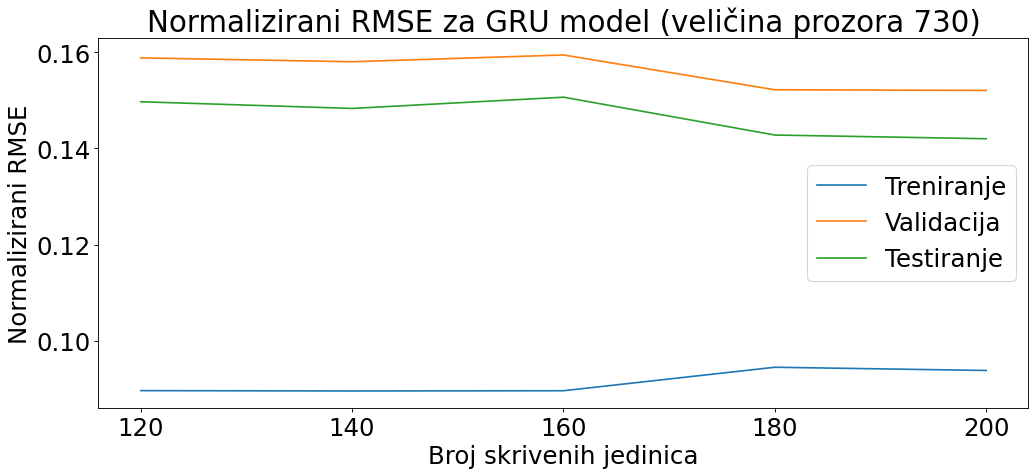 Normalizirani RMSE za GRU model (veličina prozora 730)
Normalizirani RMSE
0.16
0.14
0.12
0.10
Treniranje
Validacija
Testiranje
120 140 160 180 200
Broj skrivenih jedinica